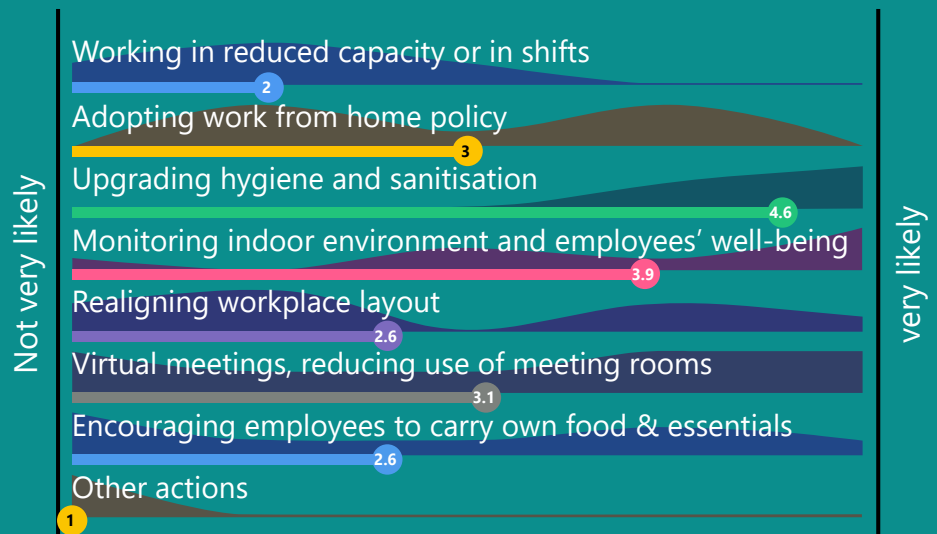 Not very likely
Working in reduced capacity or in shifts
2
Adopting work from home policy
3
Upgrading hygiene and sanitisation
4.6
Monitoring indoor environment and employees’ well-being
3.9
Realigning workplace layout
2.6
Virtual meetings, reducing use of meeting rooms
3.1
Encouraging employees to carry own food & essentials
2.6
Other actions
1
very likely